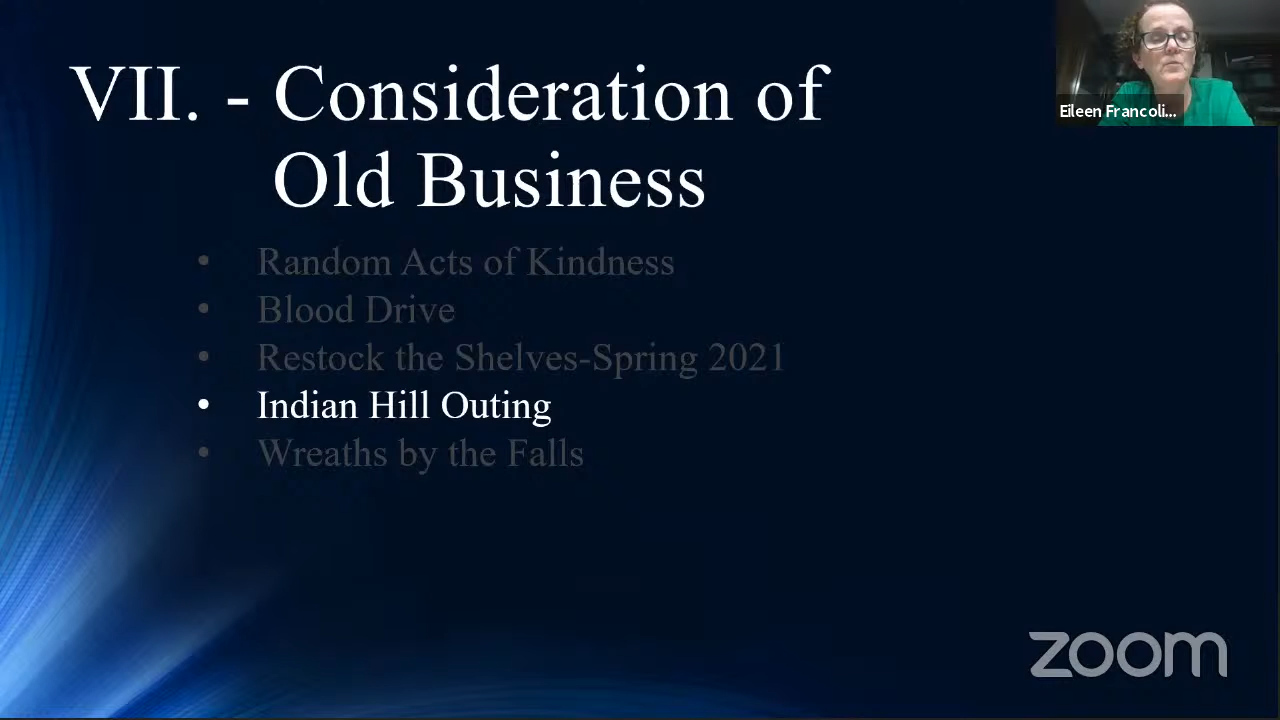 VII. - Consideration of
Old Business
Eileen Francoli...
• Random Acts of Kindness
• Blood Drive
• Restock the Shelves-Spring 2021
• Indian Hill Outing
• Wreaths by the Falls
zoom